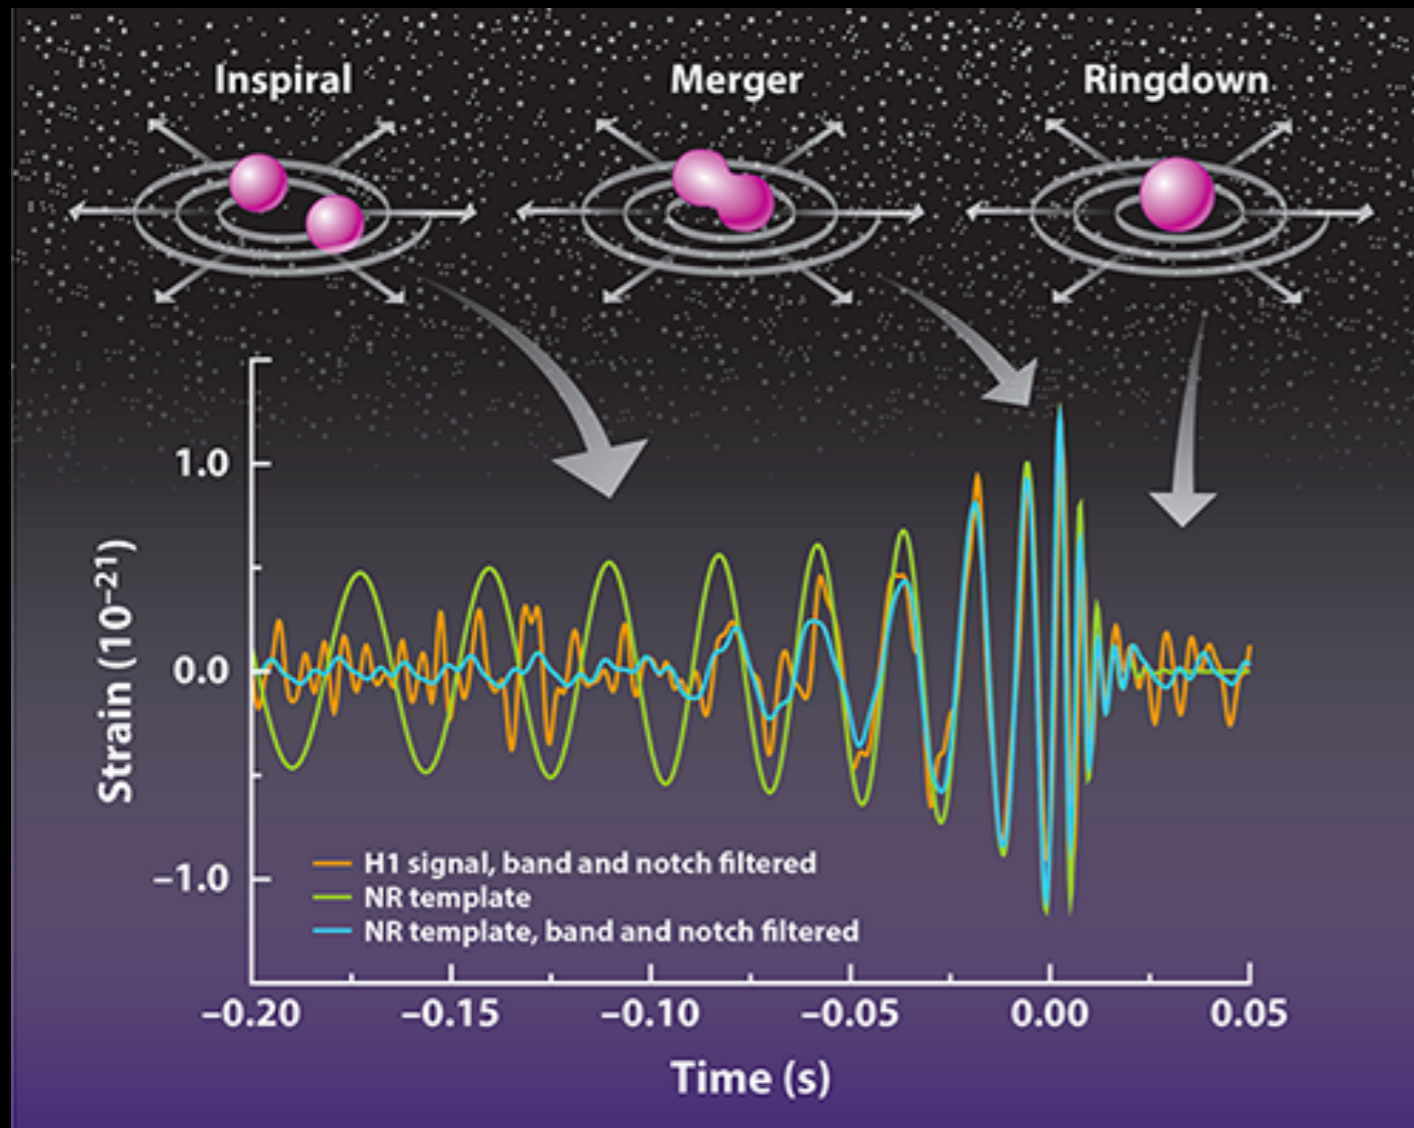 Inspiral
Merger
Ringdown
1.0
0.0
–1.0
Strain (10⁻²¹)
H1 signal, band and notch filtered
NR template
NR template, band and notch filtered
–0.20 –0.15 –0.10 –0.05 0.00 0.05
Time (s)